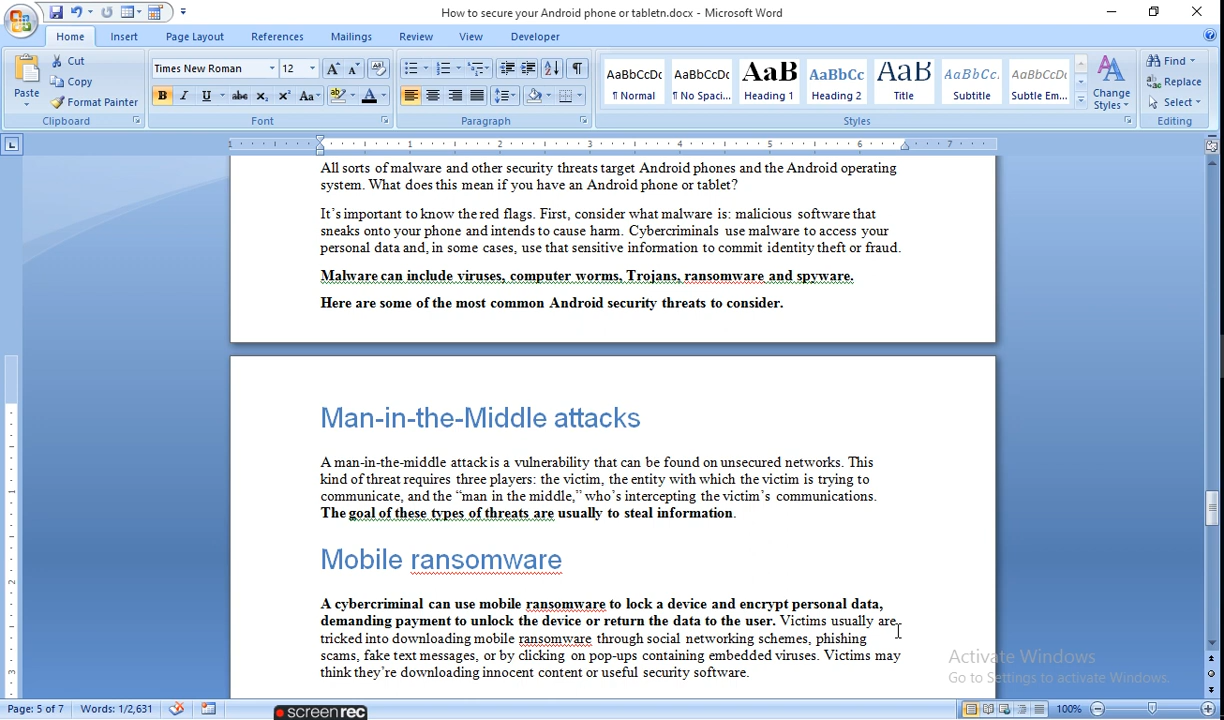 How to secure your Android phone or tabletn.docx - Microsoft Word
Home Insert Page Layout References Mailings Review View Developer
Paste
Cut
Copy
Format Painter
Clipboard
Times New Roman 12
B I U abc X₂ X² Aa
Font
Paragraph
AaBbCcDc AaBbCcDc AaB AaBbCc AaB AaBbCc. AaBbCcDc
¶ Normal ¶ No Spaci... Heading 1 Heading 2 Title Subtitle Subtle Em...
Change Styles
Styles
Find
Replace
Select
Editing
1 1 2 3 4 5 6 7
All sorts of malware and other security threats target Android phones and the Android operating
system. What does this mean if you have an Android phone or tablet?
It’s important to know the red flags. First, consider what malware is: malicious software that
sneaks onto your phone and intends to cause harm. Cybercriminals use malware to access your
personal data and, in some cases, use that sensitive information to commit identity theft or fraud.
Malware can include viruses, computer worms, Trojans, ransomware and spyware.
Here are some of the most common Android security threats to consider.
Man-in-the-Middle attacks
A man-in-the-middle attack is a vulnerability that can be found on unsecured networks. This
kind of threat requires three players: the victim, the entity with which the victim is trying to
communicate, and the “man in the middle,” who’s intercepting the victim’s communications.
The goal of these types of threats are usually to steal information.
Mobile ransomware
A cybercriminal can use mobile ransomware to lock a device and encrypt personal data,
demanding payment to unlock the device or return the data to the user. Victims usually are
tricked into downloading mobile ransomware through social networking schemes, phishing
scams, fake text messages, or by clicking on pop-ups containing embedded viruses. Victims may
think they’re downloading innocent content or useful security software.
Activate Windows
Go to Settings to activate Windows.
Page: 5 of 7 Words: 1/2,631 100%
screenrec